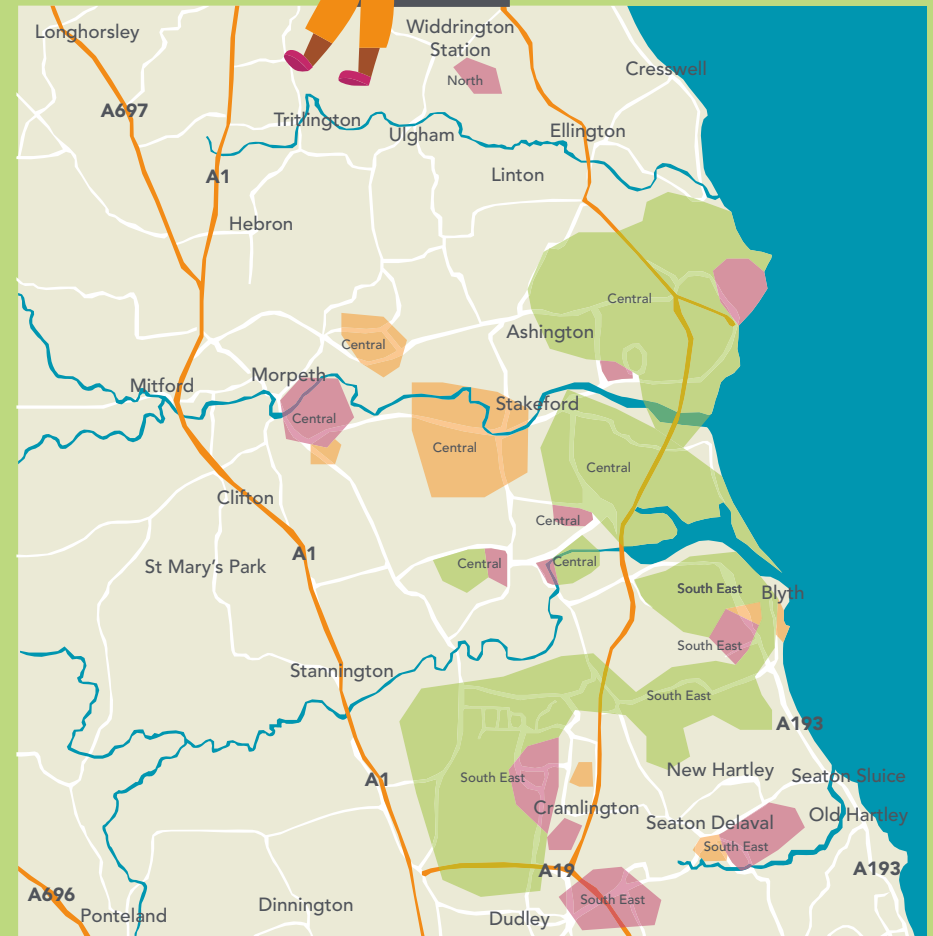 Widdrington
Station
Longhorsley
Cresswell
North
A697
Tritlington
Ulgham
Ellington
A1
Linton
Hebron
Central
Ashington
Central
Morpeth
Mitford
Stakeford
Central
Central
Central
Clifton
Central
A1
St Mary's Park
Central
Central
South East
Blyth
South East
Stannington
South East
A193
New Hartley
Seaton Sluice
A1
South East
Cramlington
Seaton Delaval
Old Hartley
South East
A19
A193
A696
South East
Dinnington
Ponteland
Dudley